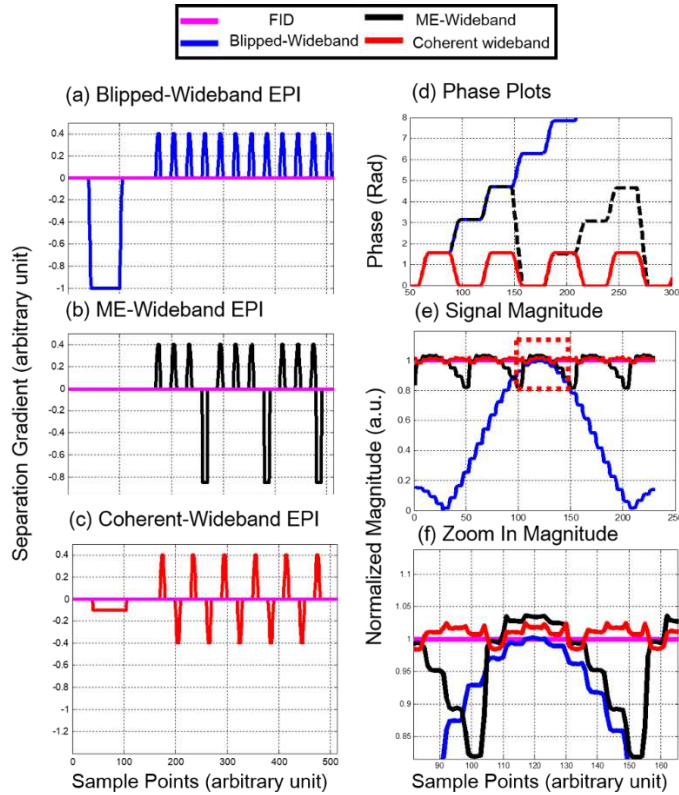 FID
ME-Wideband
Blipped-Wideband
Coherent wideband
(a) Blipped-Wideband EPI
0.4
0.2
0
-0.2
-0.4
-0.6
-0.8
-1
(b) ME-Wideband EPI
0.4
0.2
0
-0.2
-0.4
-0.6
-0.8
(c) Coherent-Wideband EPI
0.4
0.2
0
-0.2
-0.4
-0.6
-0.8
-1
-1.2
0 100 200 300 400 500
Sample Points (arbitrary unit)
Separation Gradient (arbitrary unit)
(d) Phase Plots
8
7
6
5
4
3
2
1
0
50 100 150 200 250 300
Phase (Rad)
(e) Signal Magnitude
1
0.8
0.6
0.4
0.2
0
0 50 100 150 200
Normalized Magnitude (a.u.)
(f) Zoom In Magnitude
1.1
1.05
1
0.95
0.9
0.85
90 100 110 120 130 140 150 160
Sample Points (arbitrary unit)